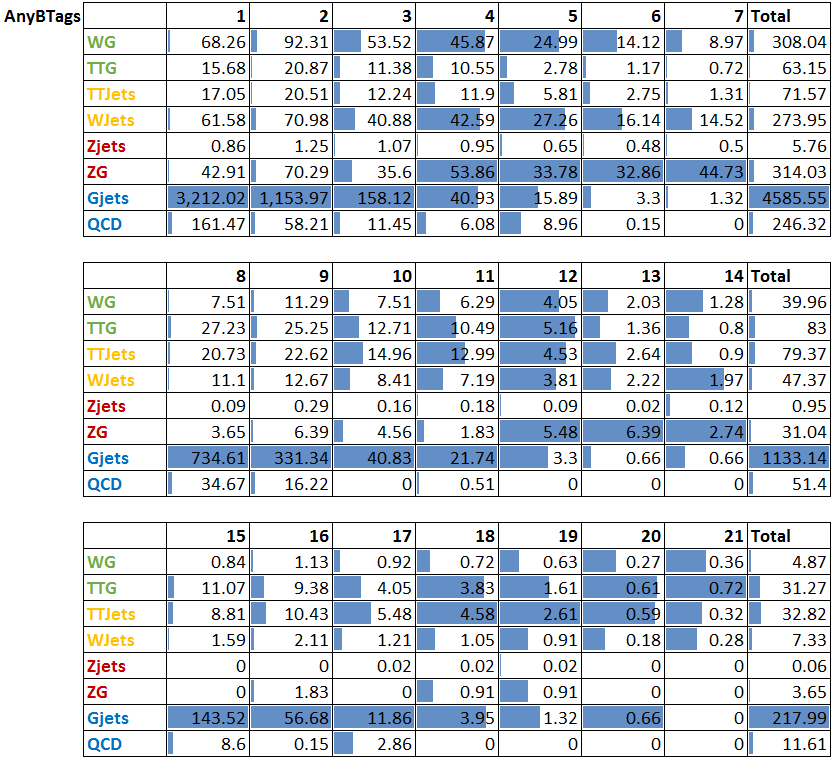 AnyBTags 1 2 3 4 5 6 7 Total
WG 68.26 92.31 53.52 45.87 24.99 14.12 8.97 308.04
TTG 15.68 20.87 11.38 10.55 2.78 1.17 0.72 63.15
TTJets 17.05 20.51 12.24 11.9 5.81 2.75 1.31 71.57
WJets 61.58 70.98 40.88 42.59 27.26 16.14 14.52 273.95
Zjets 0.86 1.25 1.07 0.95 0.65 0.48 0.5 5.76
ZG 42.91 70.29 35.6 53.86 33.78 32.86 44.73 314.03
Gjets 3,212.02 1,153.97 158.12 40.93 15.89 3.3 1.32 4585.55
QCD 161.47 58.21 11.45 6.08 8.96 0.15 0 246.32
8 9 10 11 12 13 14 Total
WG 7.51 11.29 7.51 6.29 4.05 2.03 1.28 39.96
TTG 27.23 25.25 12.71 10.49 5.16 1.36 0.8 83
TTJets 20.73 22.62 14.96 12.99 4.53 2.64 0.9 79.37
WJets 11.1 12.67 8.41 7.19 3.81 2.22 1.97 47.37
Zjets 0.09 0.29 0.16 0.18 0.09 0.02 0.12 0.95
ZG 3.65 6.39 4.56 1.83 5.48 6.39 2.74 31.04
Gjets 734.61 331.34 40.83 21.74 3.3 0.66 0.66 1133.14
QCD 34.67 16.22 0 0.51 0 0 0 51.4
15 16 17 18 19 20 21 Total
WG 0.84 1.13 0.92 0.72 0.63 0.27 0.36 4.87
TTG 11.07 9.38 4.05 3.83 1.61 0.61 0.72 31.27
TTJets 8.81 10.43 5.48 4.58 2.61 0.59 0.32 32.82
WJets 1.59 2.11 1.21 1.05 0.91 0.18 0.28 7.33
Zjets 0 0 0.02 0.02 0.02 0 0 0.06
ZG 0 1.83 0 0.91 0.91 0 0 3.65
Gjets 143.52 56.68 11.86 3.95 1.32 0.66 0 217.99
QCD 8.6 0.15 2.86 0 0 0 0 11.61